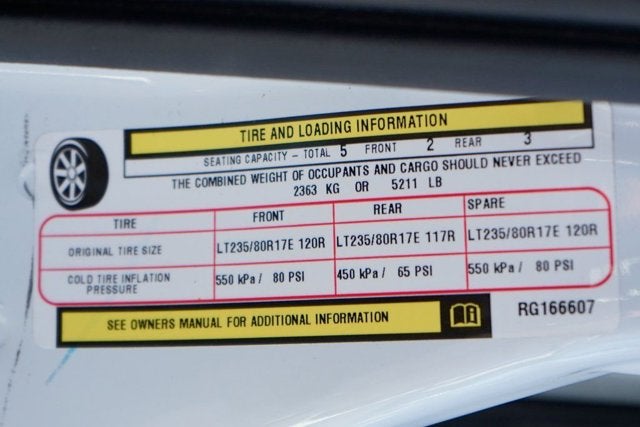 TIRE AND LOADING INFORMATION
SEATING CAPACITY - TOTAL 5 FRONT 2 REAR 3
THE COMBINED WEIGHT OF OCCUPANTS AND CARGO SHOULD NEVER EXCEED
2363 KG OR 5211 LB
TIRE FRONT REAR SPARE
ORIGINAL TIRE SIZE LT235/80R17E 120R LT235/80R17E 117R LT235/80R17E 120R
COLD TIRE INFLATION PRESSURE 550 kPa / 80 PSI 450 kPa / 65 PSI 550 kPa / 80 PSI
SEE OWNERS MANUAL FOR ADDITIONAL INFORMATION
RG166607